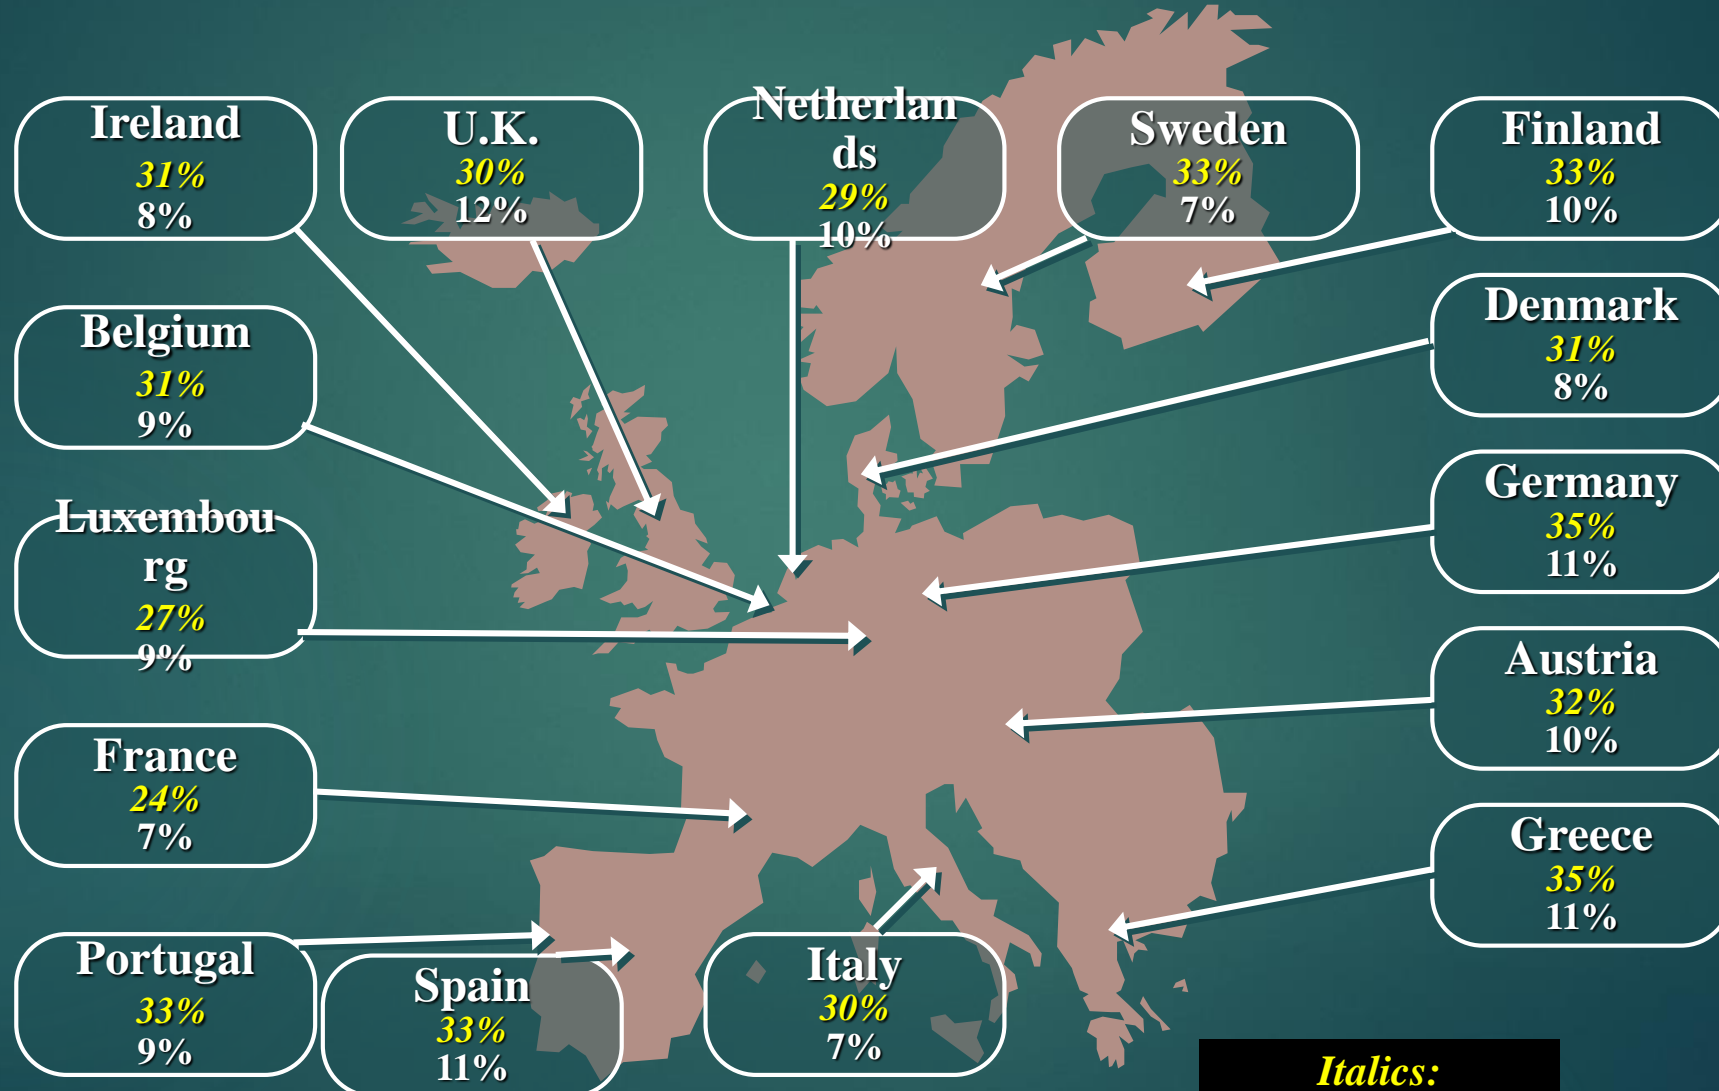 Ireland
31%
8%
U.K.
30%
12%
Netherlan
ds
29%
10%
Sweden
33%
7%
Finland
33%
10%
Belgium
31%
9%
Denmark
31%
8%
Luxembou
rg
27%
9%
Germany
35%
11%
France
24%
7%
Austria
32%
10%
Portugal
33%
9%
Spain
33%
11%
Italy
30%
7%
Greece
35%
11%
Italics: